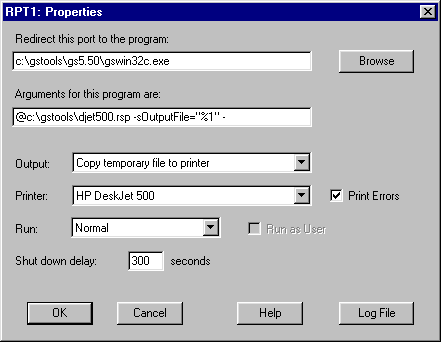 RPT1: Properties
Redirect this port to the program:
c:\gstools\gs5.50\gswin32c.exe
Browse
Arguments for this program are:
@c:\gstools\djet500.rsp -sOutputFile="%1" -
Output: Copy temporary file to printer
Printer: HP DeskJet 500 Print Errors
Run: Normal Run as User
Shut down delay: 300 seconds
OK Cancel Help Log File